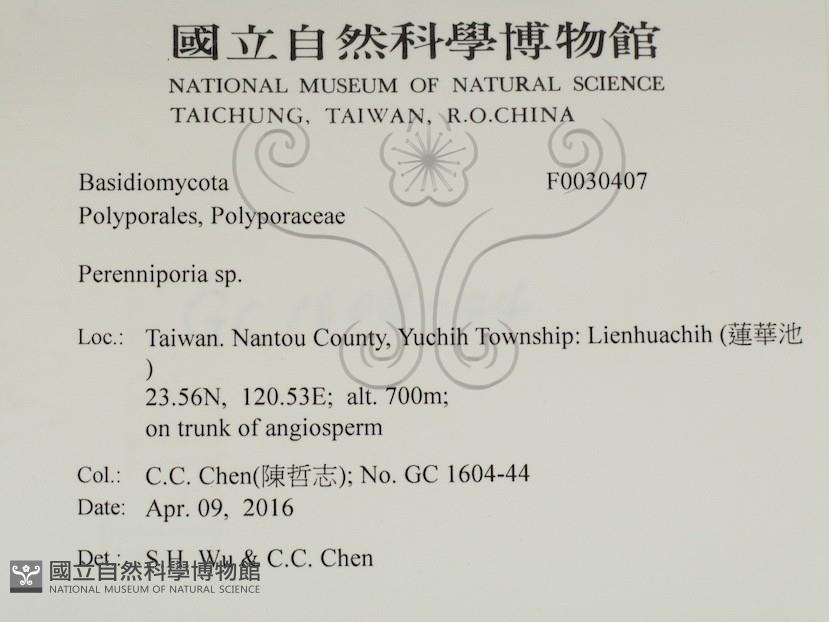 國立自然科學博物館
NATIONAL MUSEUM OF NATURAL SCIENCE
TAICHUNG, TAIWAN, R.O.CHINA
Basidiomycota F0030407
Polyporales, Polyporaceae
Perenniporia sp.
Loc.: Taiwan. Nantou County, Yuchih Township: Lienhuachih (蓮華池
)
23.56N, 120.53E; alt. 700m;
on trunk of angiosperm
Col.: C.C. Chen(陳哲志); No. GC 1604-44
Date: Apr. 09, 2016
Det.: S.H. Wu & C.C. Chen
國立自然科學博物館
NATIONAL MUSEUM OF NATURAL SCIENCE